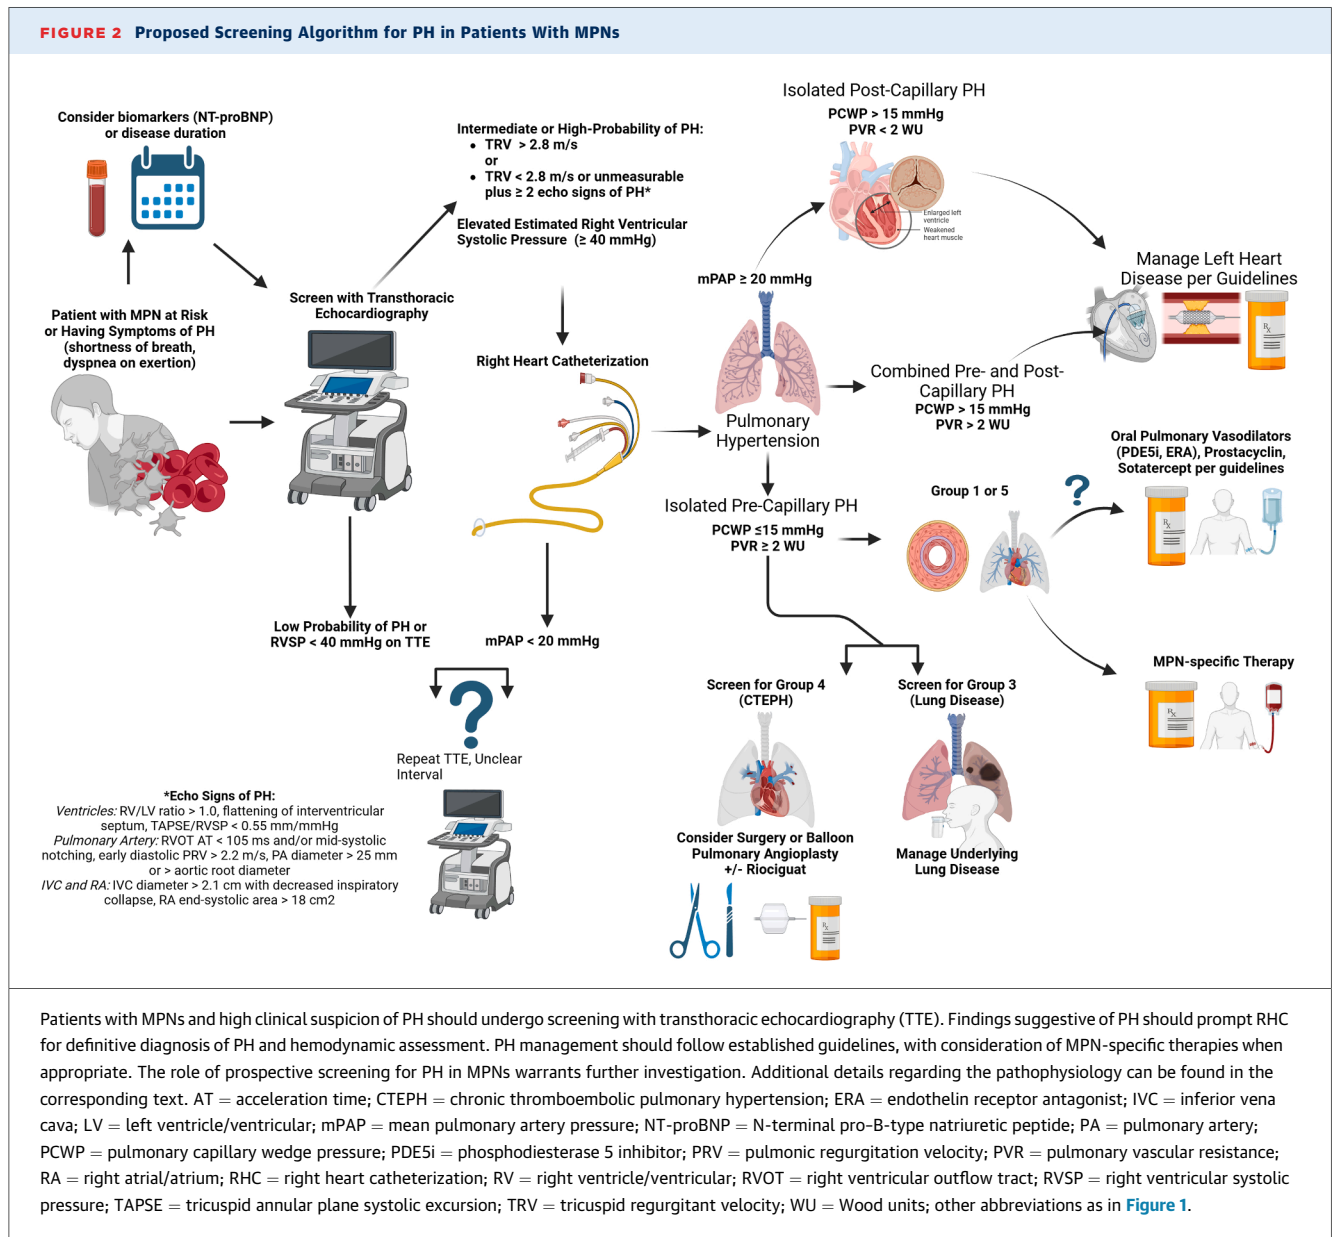 FIGURE 2 Proposed Screening Algorithm for PH in Patients With MPNs
Consider biomarkers (NT-proBNP)
or disease duration
Patient with MPN at Risk
or Having Symptoms of PH
(shortness of breath,
dyspnea on exertion)
Screen with Transthoracic
Echocardiography
Low Probability of PH or
RVSP < 40 mmHg on TTE
Intermediate or High-Probability of PH:
• TRV > 2.8 m/s
or
• TRV < 2.8 m/s or unmeasurable
plus ≥ 2 echo signs of PH*
Elevated Estimated Right Ventricular
Systolic Pressure (≥ 40 mmHg)
Right Heart Catheterization
mPAP < 20 mmHg
?
Repeat TTE, Unclear
Interval
*Echo Signs of PH:
Ventricles: RV/LV ratio > 1.0, flattening of interventricular
septum, TAPSE/RVSP < 0.55 mm/mmHg
Pulmonary Artery: RVOT AT < 105 ms and/or mid-systolic
notching, early diastolic PRV > 2.2 m/s, PA diameter > 25 mm
or > aortic root diameter
IVC and RA: IVC diameter > 2.1 cm with decreased inspiratory
collapse, RA end-systolic area > 18 cm2
mPAP ≥ 20 mmHg
Pulmonary
Hypertension
Isolated Post-Capillary PH
PCWP > 15 mmHg
PVR < 2 WU
Enlarged left
ventricle
Weakened
heart muscle
Manage Left Heart
Disease per Guidelines
Rx
Combined Pre- and Post-
Capillary PH
PCWP > 15 mmHg
PVR > 2 WU
Isolated Pre-Capillary PH
PCWP ≤15 mmHg
PVR ≥ 2 WU
Group 1 or 5
?
Oral Pulmonary Vasodilators
(PDE5i, ERA), Prostacyclin,
Sotatercept per guidelines
Rx
MPN-specific Therapy
Rx
Screen for Group 4
(CTEPH)
Consider Surgery or Balloon
Pulmonary Angioplasty
+/- Riociguat
Rx
Screen for Group 3
(Lung Disease)
Manage Underlying
Lung Disease
Patients with MPNs and high clinical suspicion of PH should undergo screening with transthoracic echocardiography (TTE). Findings suggestive of PH should prompt RHC
for definitive diagnosis of PH and hemodynamic assessment. PH management should follow established guidelines, with consideration of MPN-specific therapies when
appropriate. The role of prospective screening for PH in MPNs warrants further investigation. Additional details regarding the pathophysiology can be found in the
corresponding text. AT = acceleration time; CTEPH = chronic thromboembolic pulmonary hypertension; ERA = endothelin receptor antagonist; IVC = inferior vena
cava; LV = left ventricle/ventricular; mPAP = mean pulmonary artery pressure; NT-proBNP = N-terminal pro-B-type natriuretic peptide; PA = pulmonary artery;
PCWP = pulmonary capillary wedge pressure; PDE5i = phosphodiesterase 5 inhibitor; PRV = pulmonic regurgitation velocity; PVR = pulmonary vascular resistance;
RA = right atrial/atrium; RHC = right heart catheterization; RV = right ventricle/ventricular; RVOT = right ventricular outflow tract; RVSP = right ventricular systolic
pressure; TAPSE = tricuspid annular plane systolic excursion; TRV = tricuspid regurgitant velocity; WU = Wood units; other abbreviations as in Figure 1.